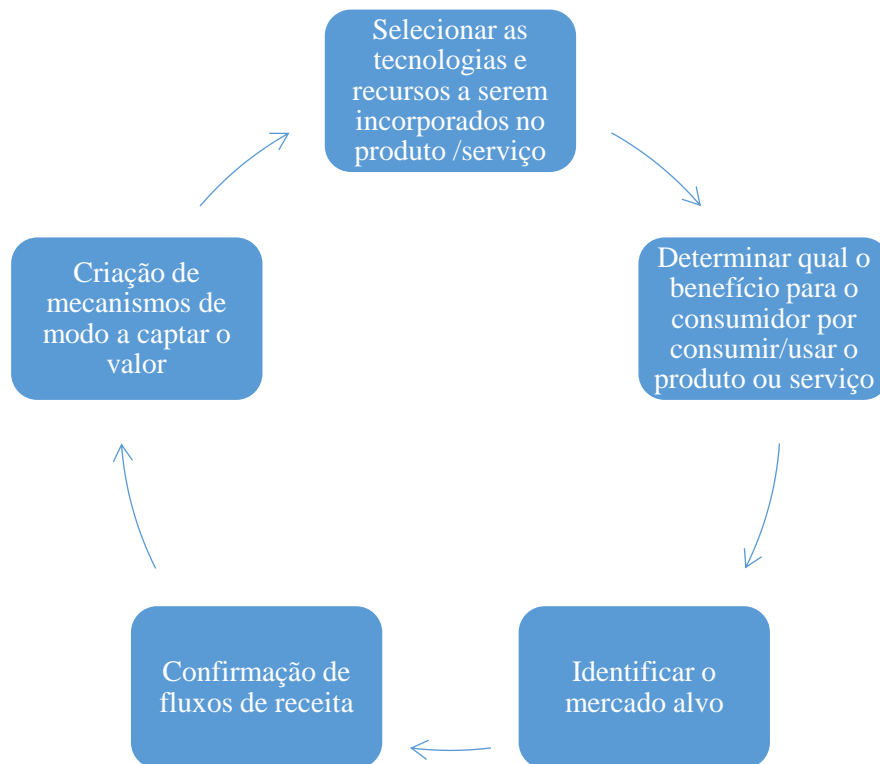 Selecionar as
tecnologias e
recursos a serem
incorporados no
produto /serviço
Determinar qual o
benefício para o
consumidor por
consumir/usar o
produto ou serviço
Identificar o
mercado alvo
Confirmação de
fluxos de receita
Criação de
mecanismos de
modo a captar o
valor